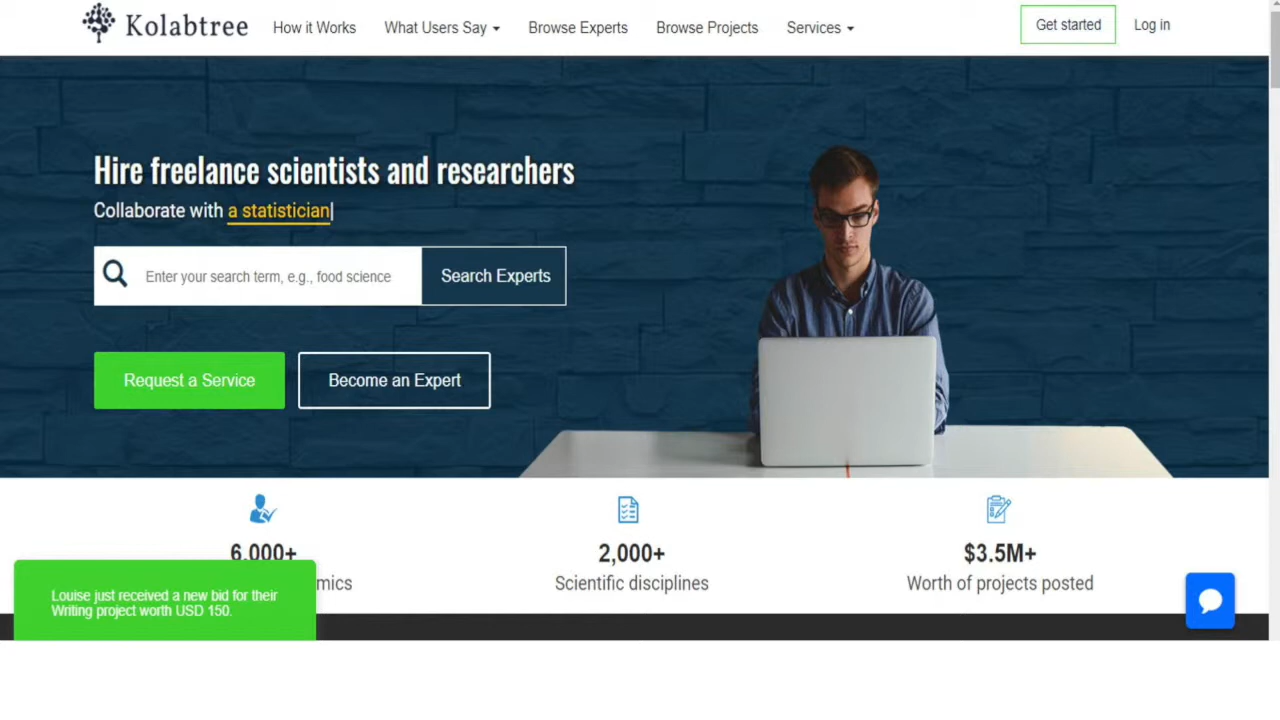 Kolabtree
How it Works
What Users Say
Browse Experts
Browse Projects
Services
Get started
Log in
Hire freelance scientists and researchers
Collaborate with a statistician
Enter your search term, e.g., food science
Search Experts
Request a Service
Become an Expert
6,000+
2,000+
Scientific disciplines
$3.5M+
Worth of projects posted
Louise just received a new bid for their
Writing project worth USD 150.